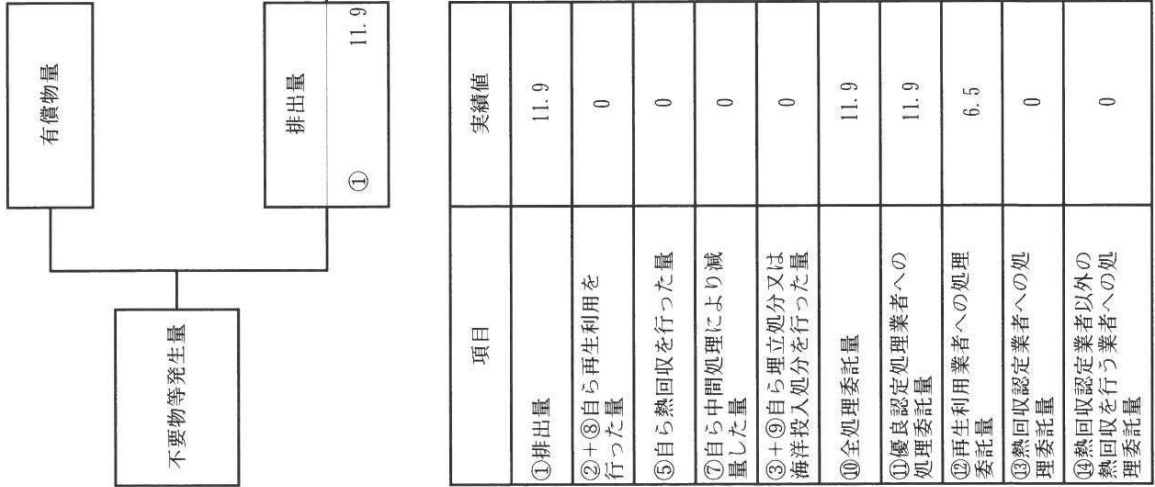 不要物等発生量
有償物量
排出量
① 11.9
項目 実績値
①排出量 11.9
②+⑧自ら再生利用を
行った量 0
⑤自ら熱回収を行った量 0
⑦自ら中間処理により減
量した量 0
③+⑨自ら埋立処分又は
海洋投入処分を行った量 0
⑩全処理委託量 11.9
⑪優良認定処理業者への
処理委託量 11.9
⑫再生利用業者への処理
委託量 6.5
⑬熱回収認定業者への処
理委託量 0
⑭熱回収認定業者以外の
熱回収を行う業者への処
理委託量 0